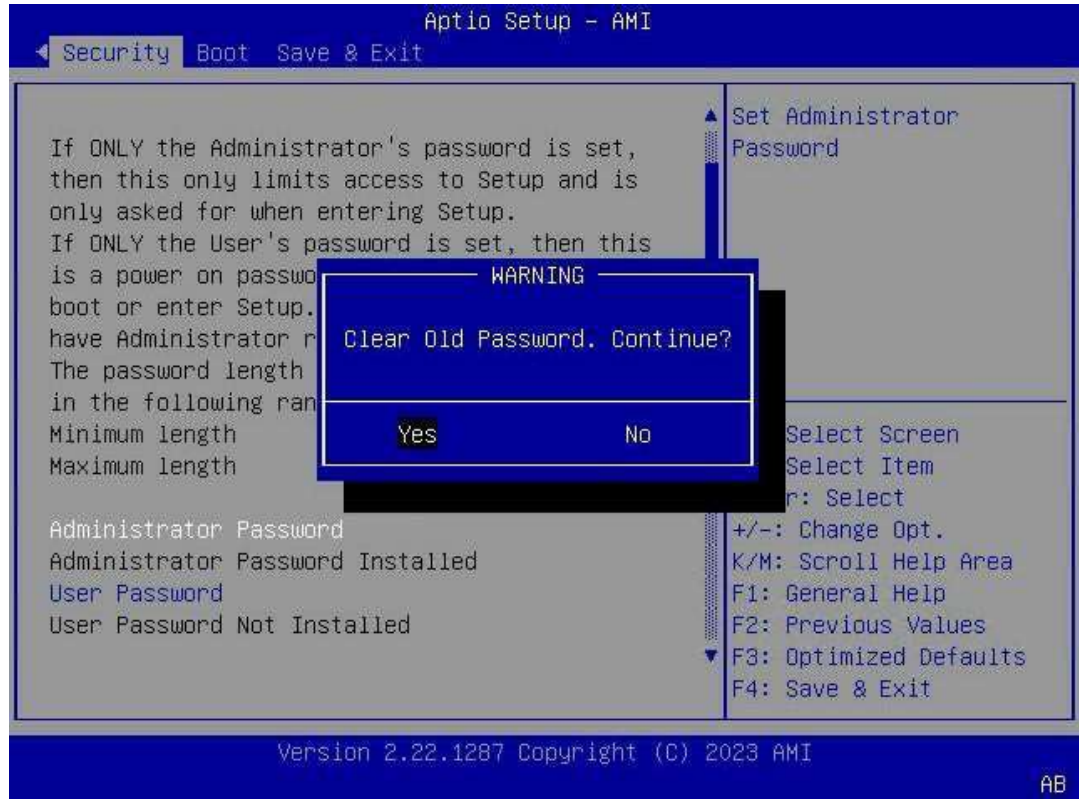 Aptio Setup – AMI
Security Boot Save & Exit
If ONLY the Administrator's password is set,
then this only limits access to Setup and is
only asked for when entering Setup.
If ONLY the User's password is set, then this
is a power on
boot or enter Setup.
have Administrator
The password length
in the following
Minimum length
Maximum length
Administrator Password
Administrator Password Installed
User Password
User Password Not Installed
WARNING
Clear Old Password. Continue?
Yes No
Set Administrator
Password
Select Screen
Select Item
r: Select
+/-: Change Opt.
K/M: Scroll Help Area
F1: General Help
F2: Previous Values
F3: Optimized Defaults
F4: Save & Exit
Version 2.22.1287 Copyright (C) 2023 AMI
AB